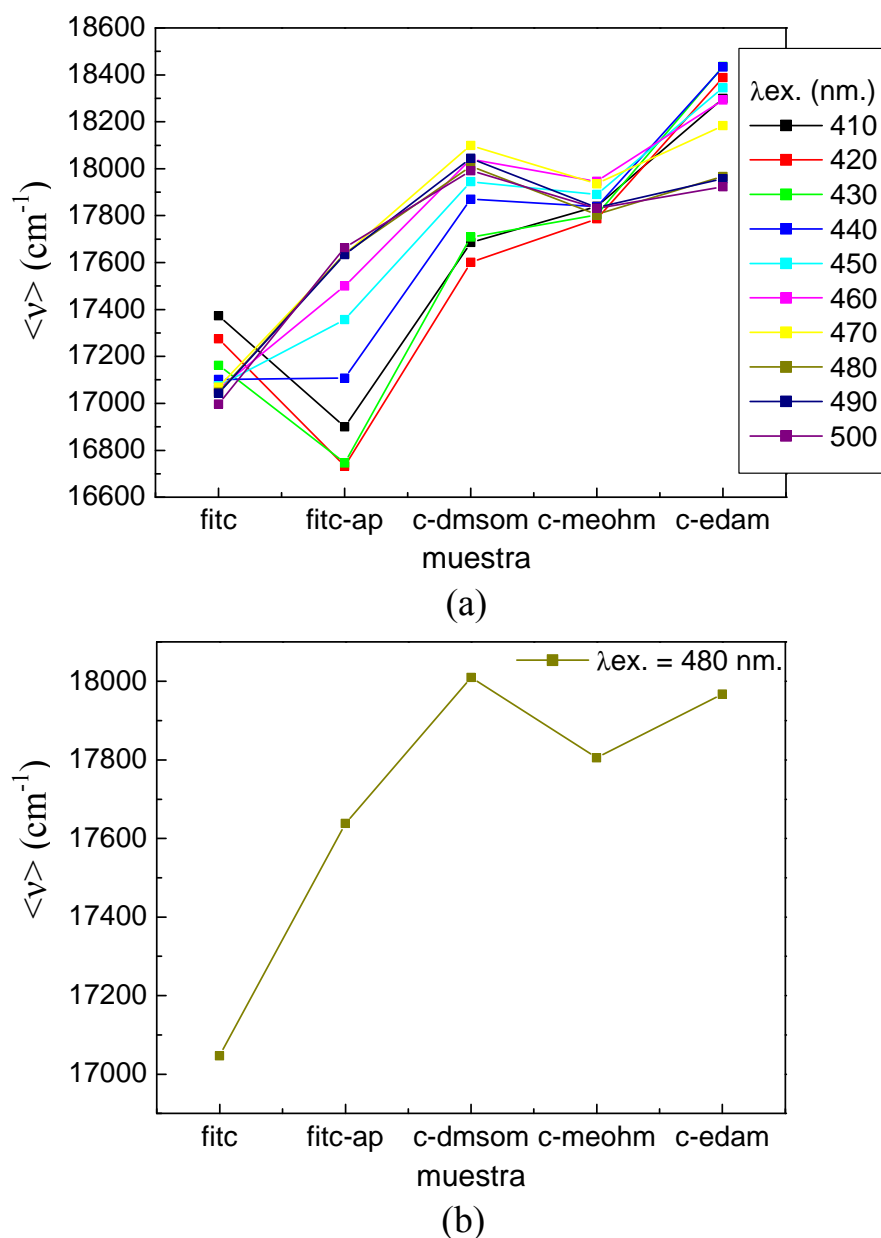 18600
18400
18200
18000
17800
17600
17400
17200
17000
16800
16600
<ν> (cm-1)
fitc fitc-ap c-dmsom c-meohm c-edam
muestra
λex. (nm.)
410
420
430
440
450
460
470
480
490
500
(a)
λex. = 480 nm.
18000
17800
17600
17400
17200
17000
<ν> (cm-1)
fitc fitc-ap c-dmsom c-meohm c-edam
muestra
(b)